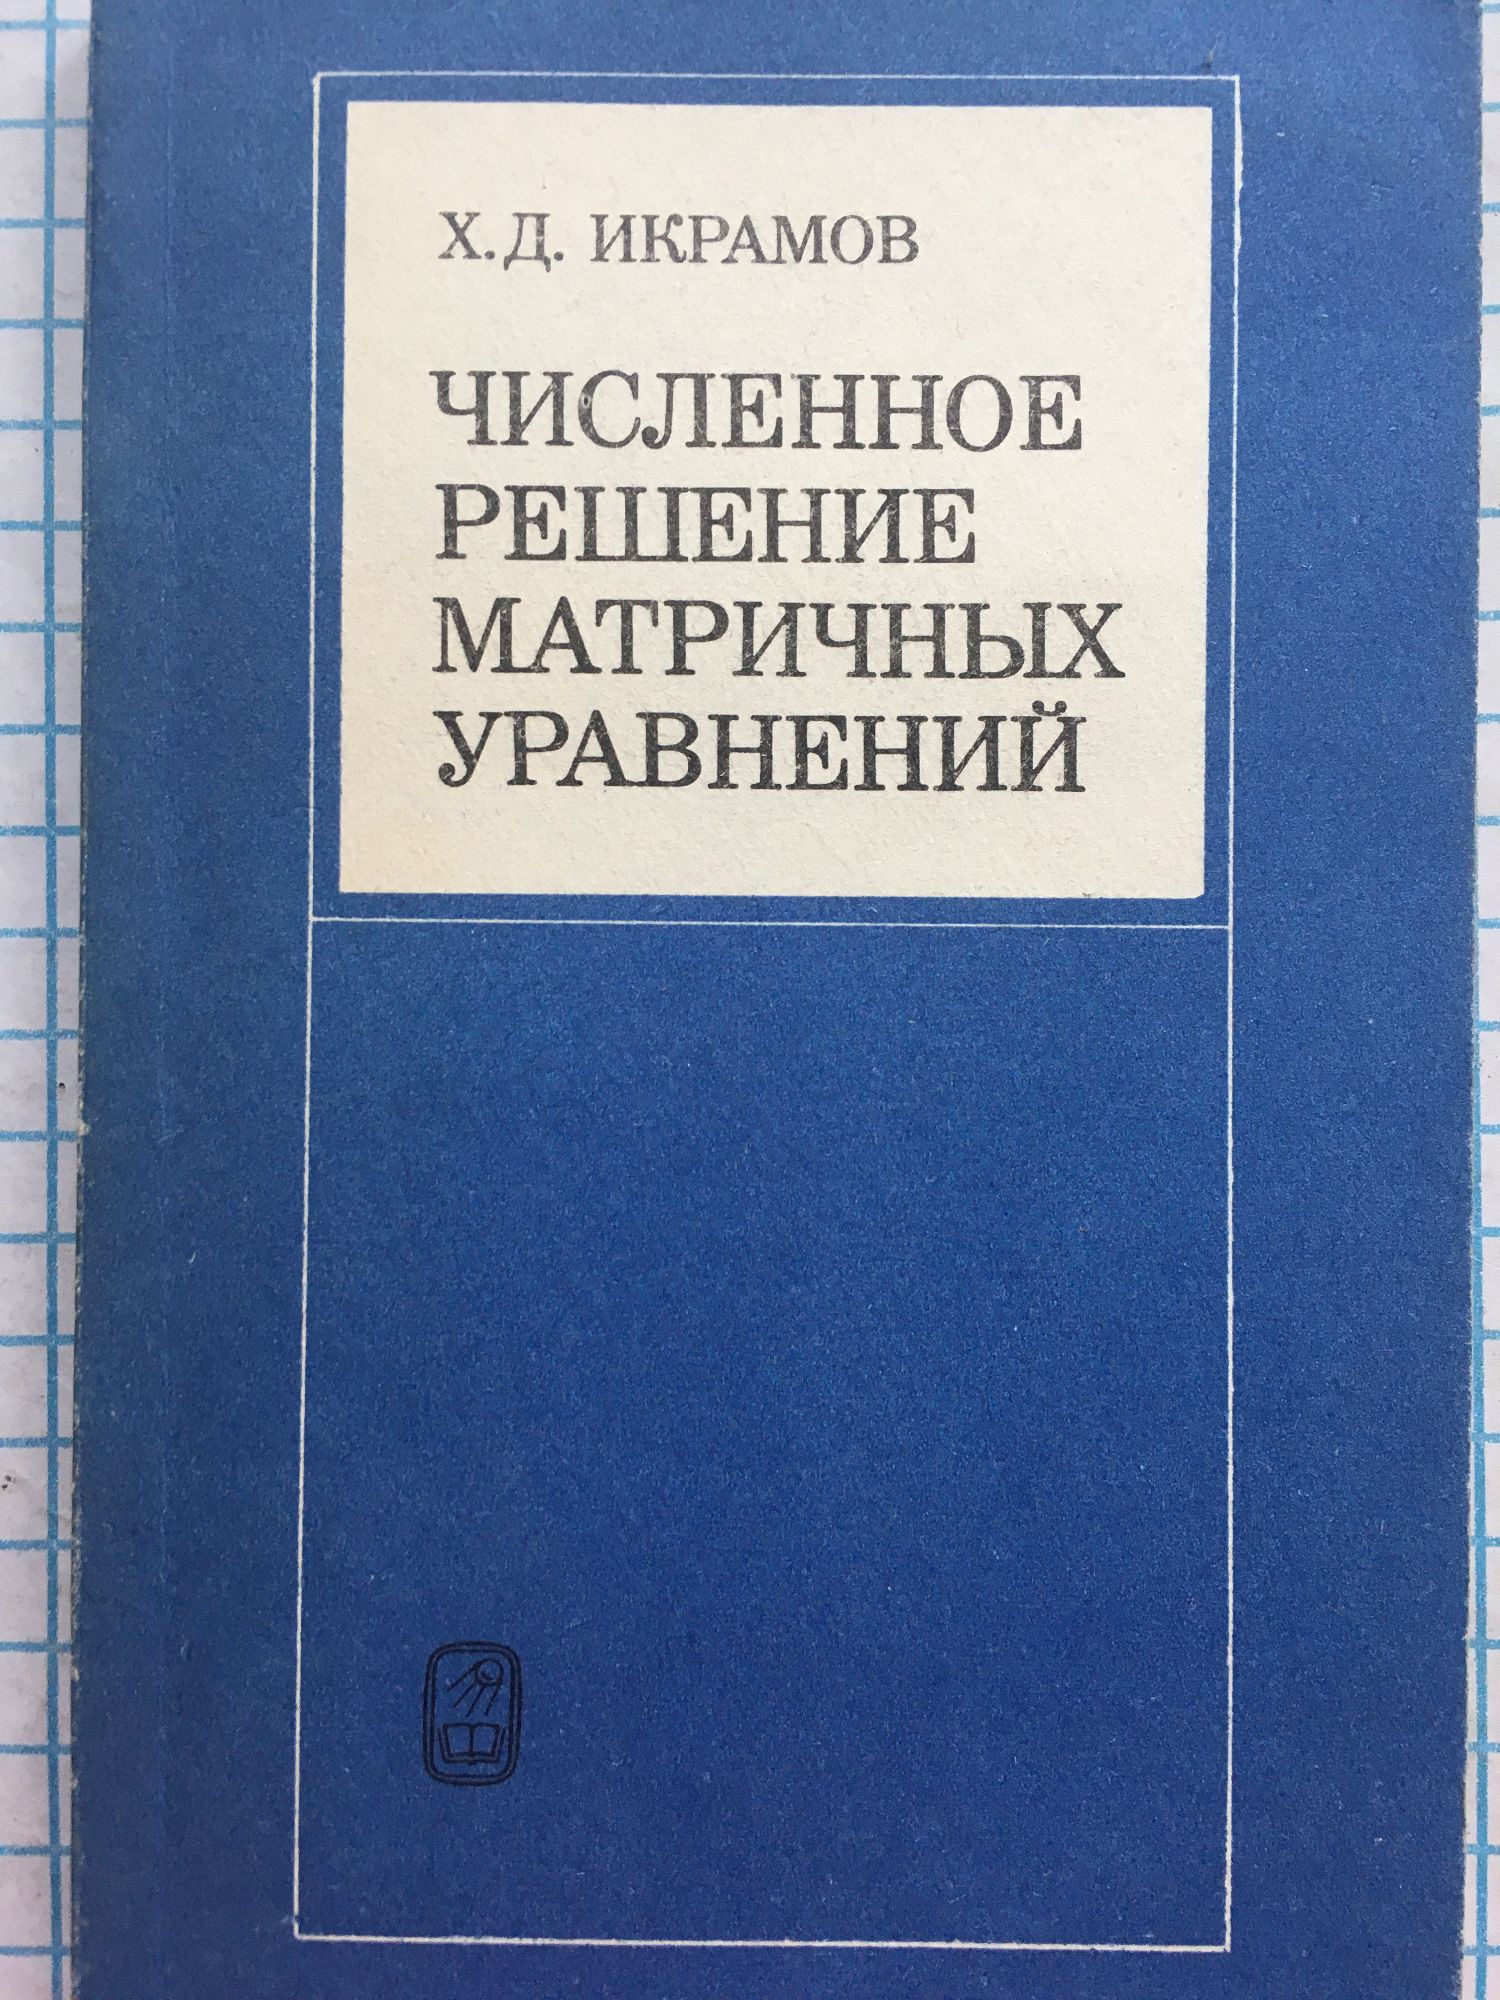 Х. Д. ИКРАМОВ
ЧИСЛЕННОЕ
РЕШЕНИЕ
МАТРИЧНЫХ
УРАВНЕНИЙ